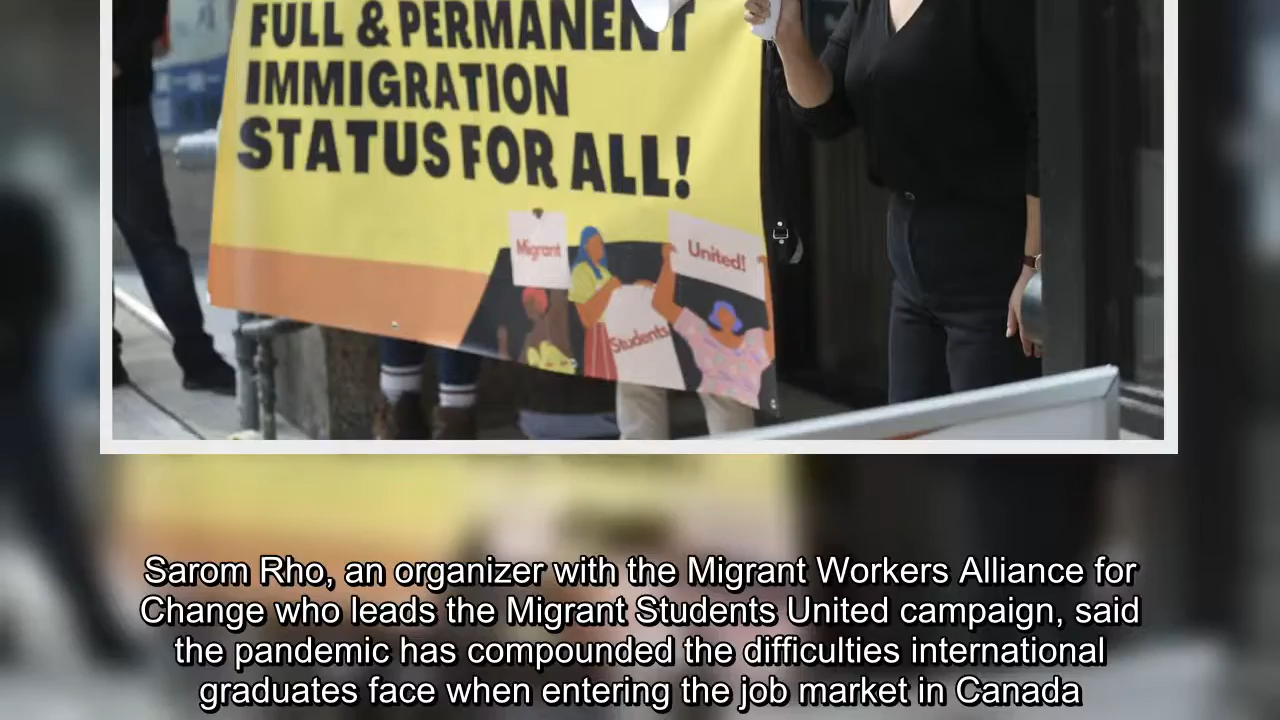 FULL & PERMANENT
IMMIGRATION
STATUS FOR ALL!
Migrant
United!
Students
Sarom Rho, an organizer with the Migrant Workers Alliance for
Change who leads the Migrant Students United campaign, said
the pandemic has compounded the difficulties international
graduates face when entering the job market in Canada